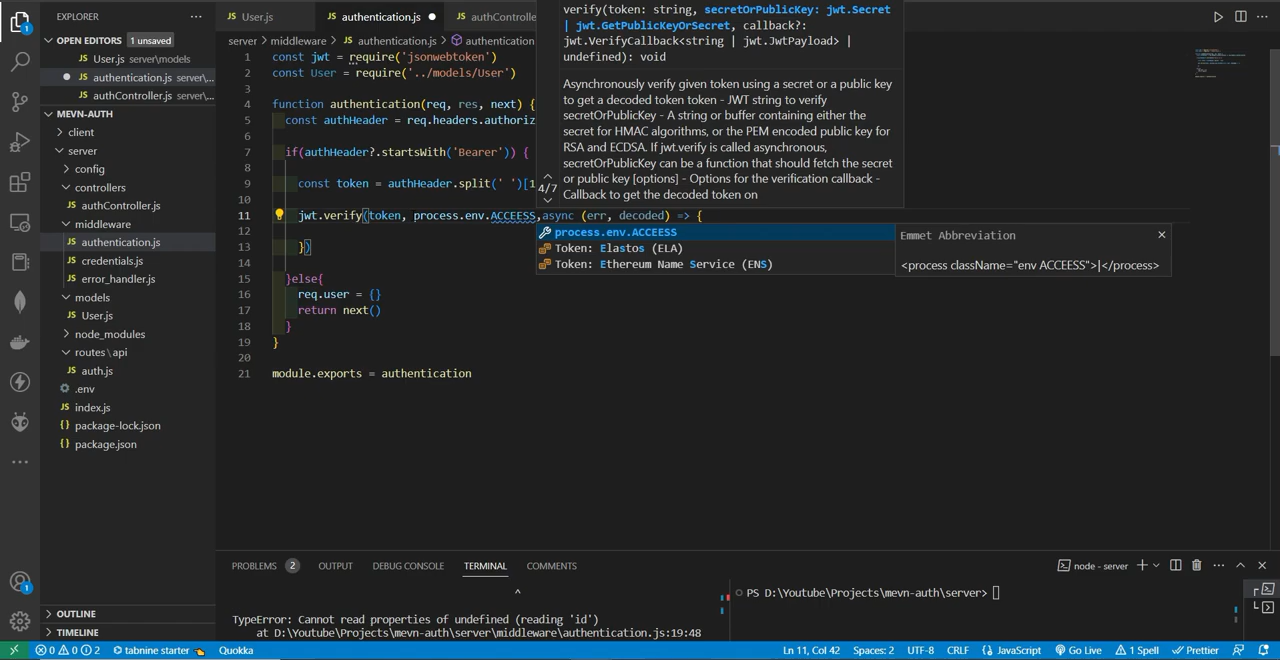 EXPLORER
···
OPEN EDITORS
1 unsaved
User.js server\models
authentication.js server\...
authController.js server\...
MEVN-AUTH
client
server
config
controllers
authController.js
middleware
authentication.js
credentials.js
error_handler.js
models
User.js
node_modules
routes\api
auth.js
.env
index.js
package-lock.json
package.json
OUTLINE
TIMELINE
User.js
authentication.js
authControlle
server > middleware > JS authentication.js > authentication
1 const jwt = require('jsonwebtoken')
2 const User = require('../models/User')
3
4 function authentication(req, res, next) {
5 const authHeader = req.headers.authoriz
6
7 if(authHeader?.startsWith('Bearer')) {
8
9 const token = authHeader.split(' ')[1
10
11 jwt.verify(token, process.env.ACCEESS,async (err, decoded) => {
12
13 })
14
15 }else{
16 req.user = {}
17 return next()
18 }
19 }
20
21 module.exports = authentication
verify(token: string, secretOrPublicKey: jwt.Secret
| jwt.GetPublicKeyOrSecret, callback?:
jwt.VerifyCallback<string | jwt.JwtPayload> |
undefined): void
Asynchronously verify given token using a secret or a public key
to get a decoded token token - JWT string to verify
secretOrPublicKey - A string or buffer containing either the
secret for HMAC algorithms, or the PEM encoded public key for
RSA and ECDSA. If jwt.verify is called asynchronous,
secretOrPublicKey can be a function that should fetch the secret
or public key [options] - Options for the verification callback -
Callback to get the decoded token on
4/7
process.env.ACCEESS
Token: Elastos (ELA)
Token: Ethereum Name Service (ENS)
Emmet Abbreviation
<process className="env ACCEESS">|</process>
PROBLEMS 2 OUTPUT DEBUG CONSOLE TERMINAL COMMENTS
node - server
^
TypeError: Cannot read properties of undefined (reading 'id')
at D:\Youtube\Projects\mevn-auth\server\middleware\authentication.js:19:48
PS D:\Youtube\Projects\mevn-auth\server>
0 0 2 tabnine starter Quokka Ln 11, Col 42 Spaces: 2 UTF-8 CRLF {} JavaScript Go Live 1 Spell Prettier